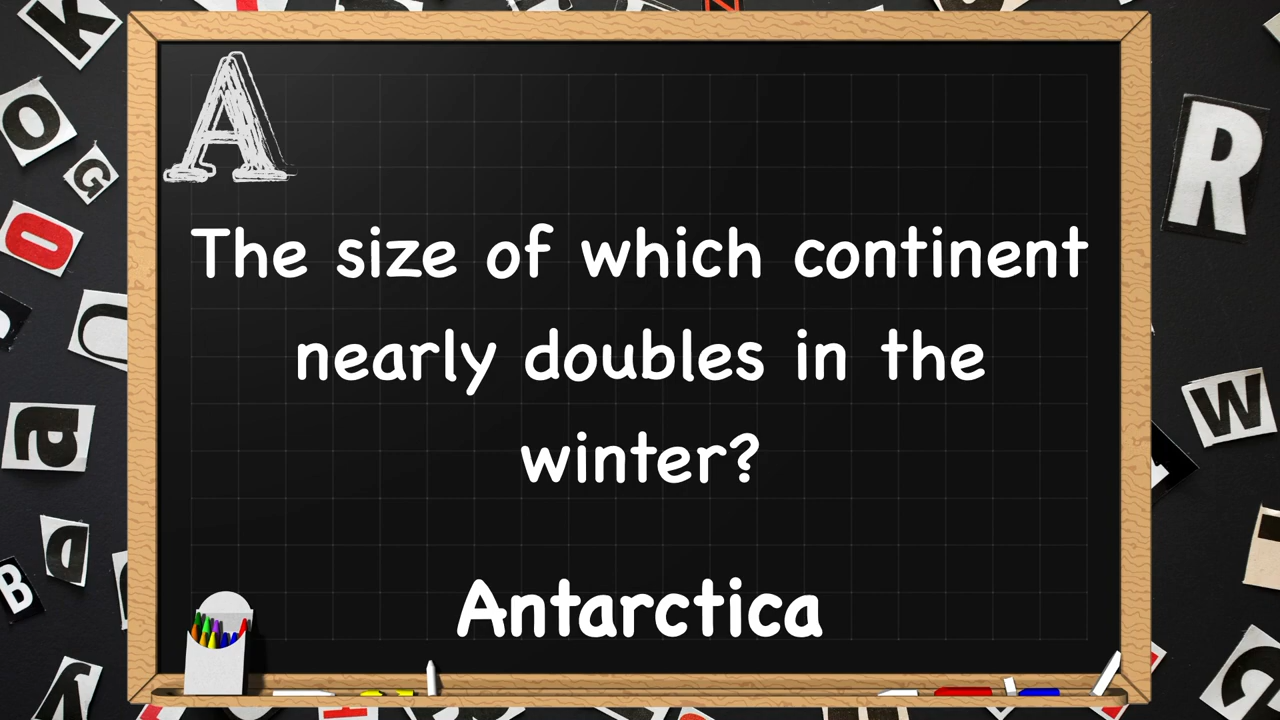 A
The size of which continent
nearly doubles in the
winter?
Antarctica
K
O
G
O
a
D
B
R
W